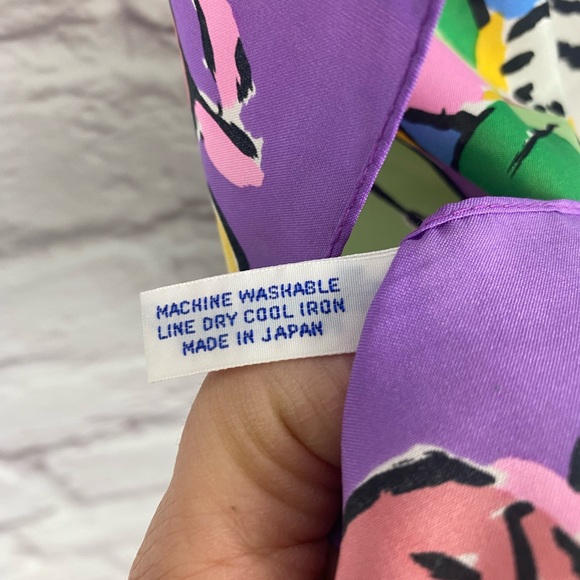 MACHINE WASHABLE
LINE DRY COOL IRON
MADE IN JAPAN